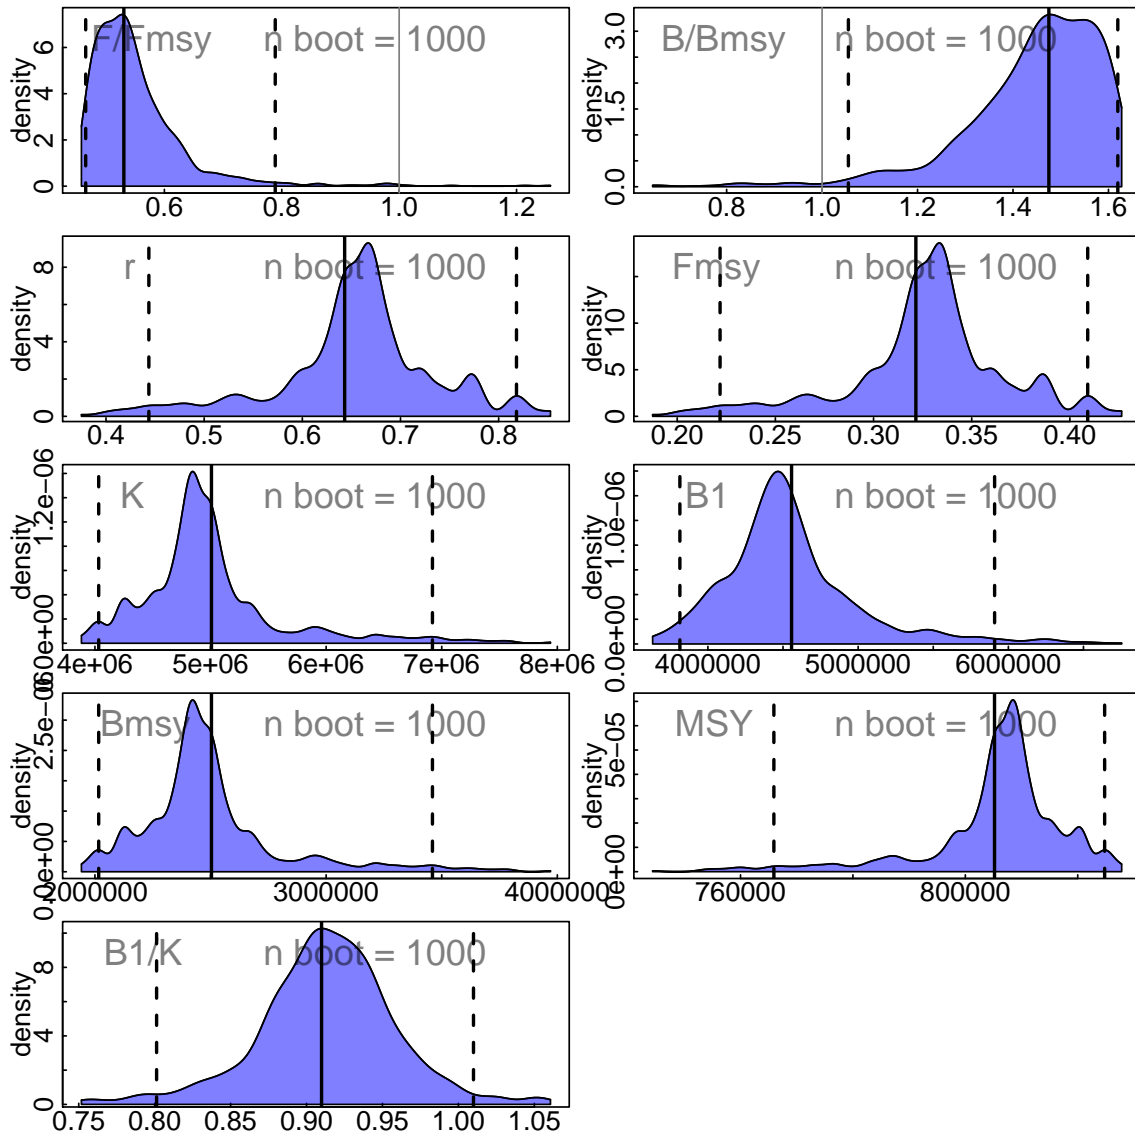 F/Fmsy n boot = 1000
density
0 2 4 6
0.6 0.8 1.0 1.2
B/Bmsy n boot = 1000
density
0.0 1.5 3.0
0.8 1.0 1.2 1.4 1.6
r n boot = 1000
density
0 4 8
0.4 0.5 0.6 0.7 0.8
Fmsy n boot = 1000
density
0 5 10
0.20 0.25 0.30 0.35 0.40
K n boot = 1000
density
0.0e+00 1.2e-06
4e+06 5e+06 6e+06 7e+06 8e+06
B1 n boot = 1000
density
0.0e+00 1.0e-06
4000000 5000000 6000000
Bmsy n boot = 1000
density
0.0e+00 2.5e-06
2000000 3000000 4000000
MSY n boot = 1000
density
0e+00 5e-05
760000 800000
B1/K n boot = 1000
density
0 4 8
0.75 0.80 0.85 0.90 0.95 1.00 1.05